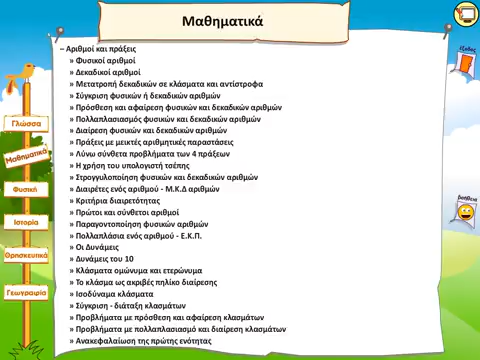 Μαθηματικά
– Αριθμοί και πράξεις
» Φυσικοί αριθμοί
» Δεκαδικοί αριθμοί
» Μετατροπή δεκαδικών σε κλάσματα και αντίστροφα
» Σύγκριση φυσικών ή δεκαδικών αριθμών
» Πρόσθεση και αφαίρεση φυσικών και δεκαδικών αριθμών
» Πολλαπλασιασμός φυσικών και δεκαδικών αριθμών
» Διαίρεση φυσικών και δεκαδικών αριθμών
» Πράξεις με μεικτές αριθμητικές παραστάσεις
» Λύνω σύνθετα προβλήματα των 4 πράξεων
» Η χρήση του υπολογιστή τσέπης
» Στρογγυλοποίηση φυσικών και δεκαδικών αριθμών
» Διαιρέτες ενός αριθμού - Μ.Κ.Δ αριθμών
» Κριτήρια διαιρετότητας
» Πρώτοι και σύνθετοι αριθμοί
» Παραγοντοποίηση φυσικών αριθμών
» Πολλαπλάσια ενός αριθμού - Ε.Κ.Π.
» Οι Δυνάμεις
» Δυνάμεις του 10
» Κλάσματα ομώνυμα και ετερώνυμα
» Το κλάσμα ως ακριβές πηλίκο διαίρεσης
» Ισοδύναμα κλάσματα
» Σύγκριση - διάταξη κλασμάτων
» Προβλήματα με πρόσθεση και αφαίρεση κλασμάτων
» Προβλήματα με πολλαπλασιασμό και διαίρεση κλασμάτων
» Ανακεφαλαίωση της πρώτης ενότητας
Γλώσσα
Μαθηματικά
Φυσική
Ιστορία
Θρησκευτικά
Γεωγραφία
έξοδος
βοήθεια